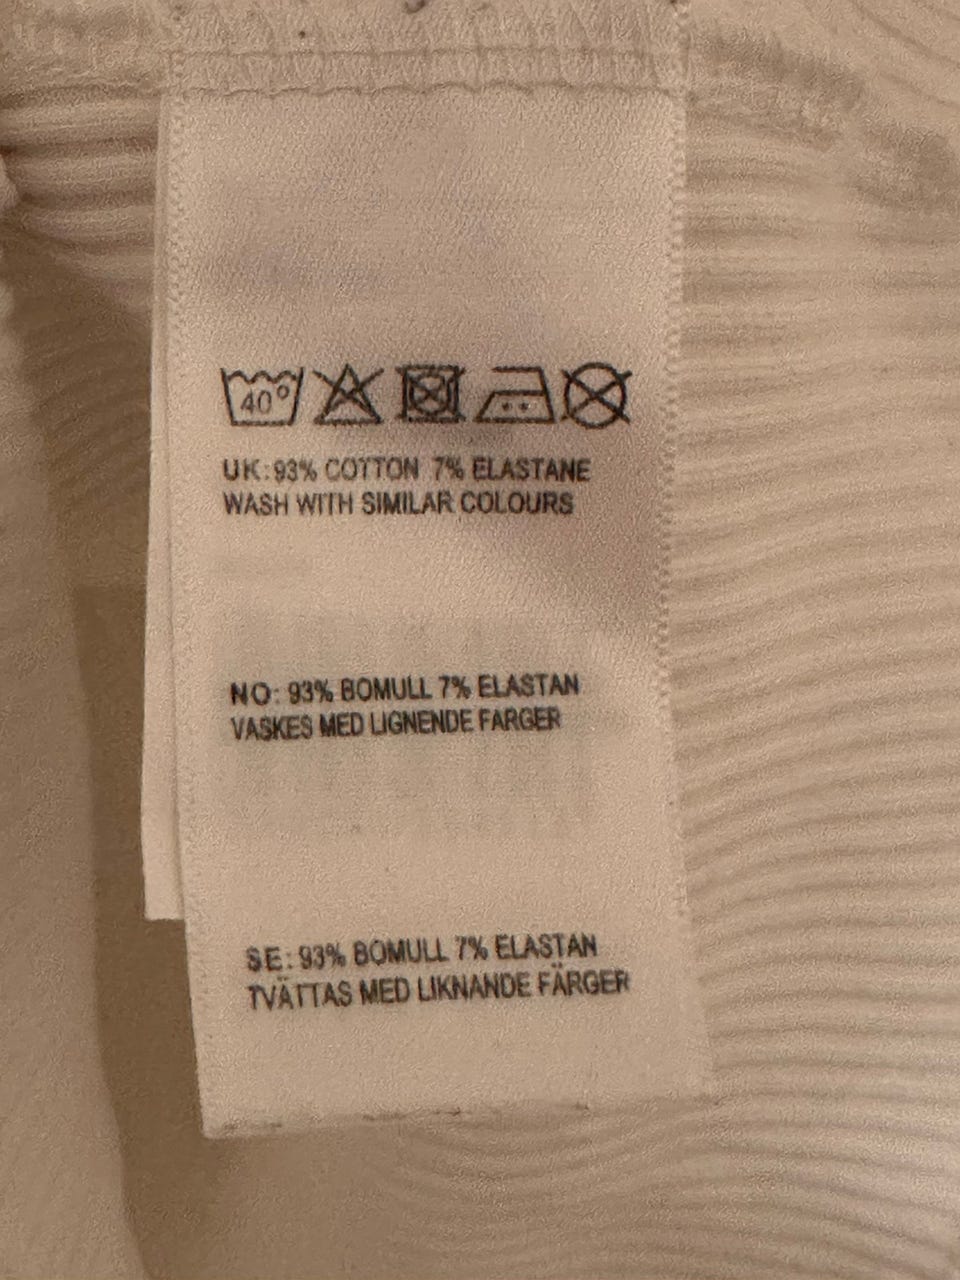 40°
UK: 93% COTTON 7% ELASTANE
WASH WITH SIMILAR COLOURS
NO: 93% BOMULL 7% ELASTAN
VASKES MED LIGNENDE FARGER
SE: 93% BOMULL 7% ELASTAN
TVÄTTAS MED LIKNANDE FÄRGER